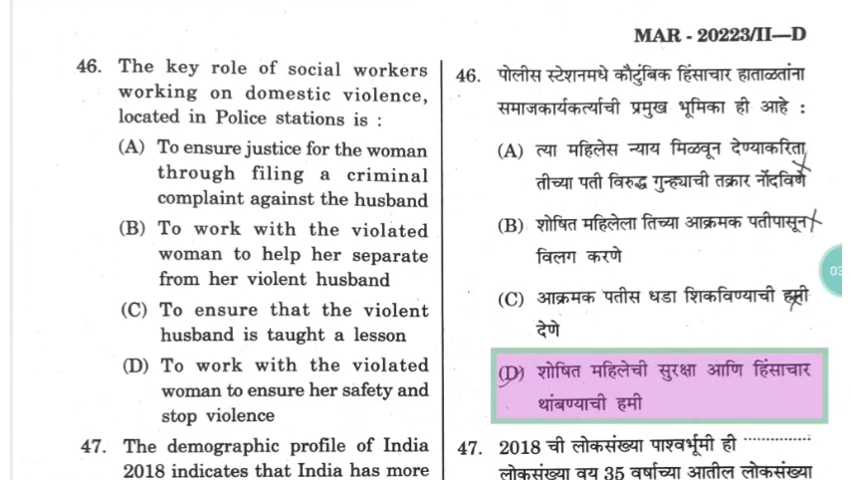 MAR - 20223/II—D
46. The key role of social workers
working on domestic violence,
located in Police stations is :
(A) To ensure justice for the woman
through filing a criminal
complaint against the husband
(B) To work with the violated
woman to help her separate
from her violent husband
(C) To ensure that the violent
husband is taught a lesson
(D) To work with the violated
woman to ensure her safety and
stop violence
47. The demographic profile of India
2018 indicates that India has more
46. पोलीस स्टेशनमधे कौटुंबिक हिंसाचार हाताळतांना
समाजकार्यकर्त्याची प्रमुख भूमिका ही आहे :
(A) त्या महिलेस न्याय मिळवून देण्याकरिता
तीच्या पती विरुद्ध गुन्ह्याची तक्रार नोंदविणे
(B) शोषित महिलेला तिच्या आक्रमक पतीपासून
विलग करणे
(C) आक्रमक पतीस धडा शिकविण्याची हमी
देणे
(D) शोषित महिलेची सुरक्षा आणि हिंसाचार
थांबण्याची हमी
47. 2018 ची लोकसंख्या पाश्वर्भूमी ही ...............
लोकसंख्या वय 35 वर्षाच्या आतील लोकसंख्या
03